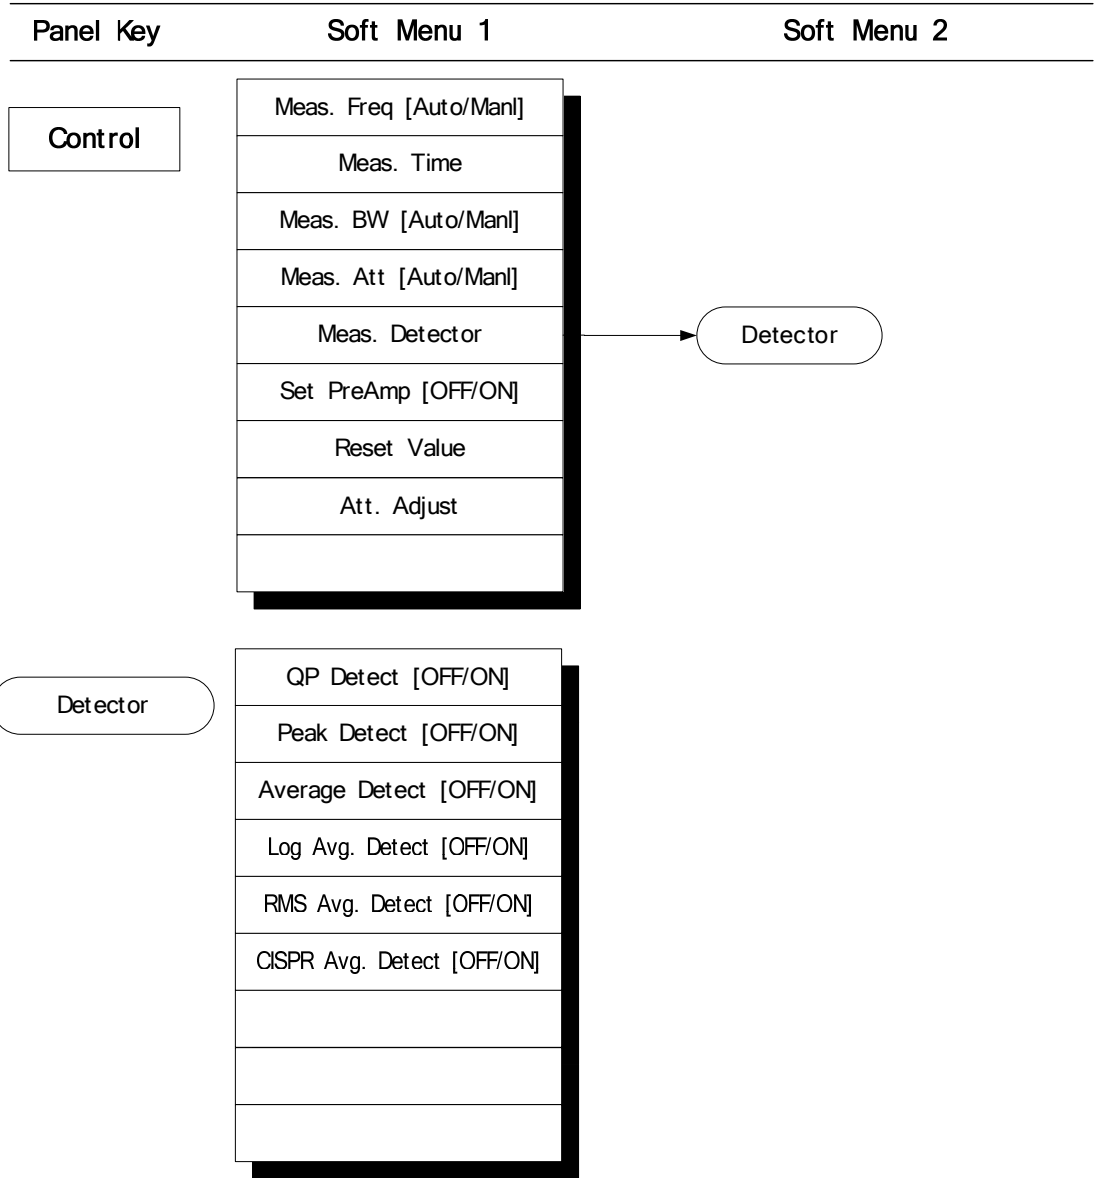 Panel Key Soft Menu 1 Soft Menu 2
Control
Meas. Freq [Auto/Manl]
Meas. Time
Meas. BW [Auto/Manl]
Meas. Att [Auto/Manl]
Meas. Detector
Detector
Set PreAmp [OFF/ON]
Reset Value
Att. Adjust
Detector
QP Detect [OFF/ON]
Peak Detect [OFF/ON]
Average Detect [OFF/ON]
Log Avg. Detect [OFF/ON]
RMS Avg. Detect [OFF/ON]
CISPR Avg. Detect [OFF/ON]